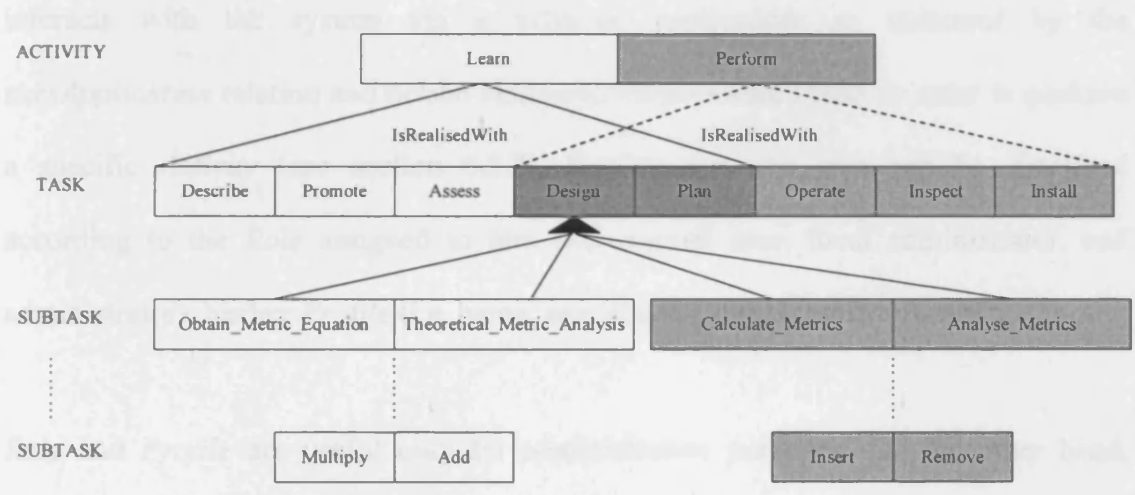 ACTIVITY Learn Perform
IsRealisedWith IsRealisedWith
TASK Describe Promote Assess Design Plan Operate Inspect Install
SUBTASK Obtain_Metric_Equation Theoretical_Metric_Analysis Calculate_Metrics Analyse_Metrics
SUBTASK Multiply Add Insert Remove